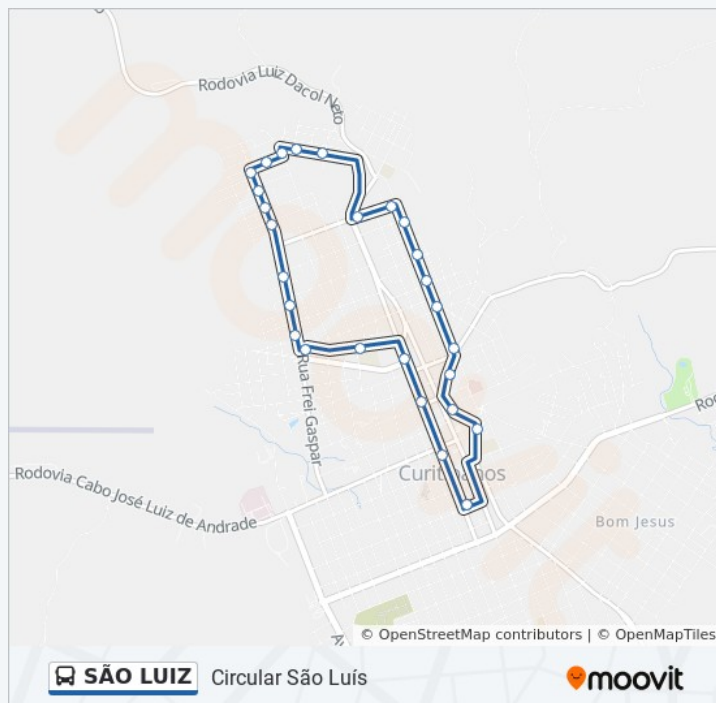 Rodovia Luiz Dacol Neto
Rua Frei Gaspar
Curitibanos
Rodovia Cabo José Luiz de Andrade
Bom Jesus
© OpenStreetMap contributors | © OpenMapTiles
SÃO LUIZ Circular São Luís
moovit